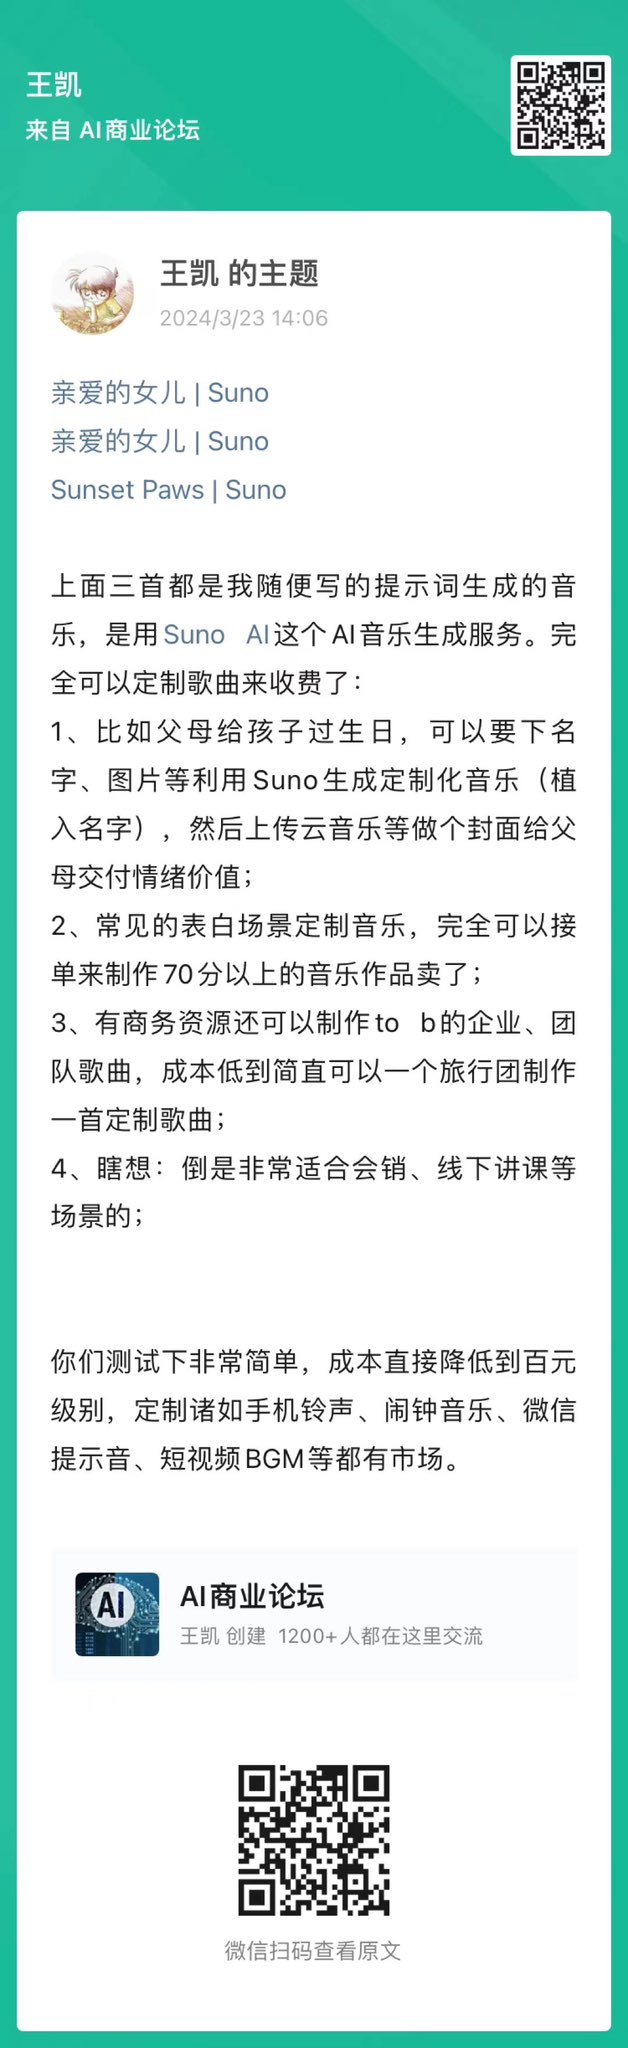 王凯
来自 AI商业论坛
王凯 的主题
2024/3/23 14:06
亲爱的女儿 | Suno
亲爱的女儿 | Suno
Sunset Paws | Suno
上面三首都是我随便写的提示词生成的音
乐，是用Suno AI这个AI音乐生成服务。完
全可以定制歌曲来收费了：
1、比如父母给孩子过生日，可以要下名
字、图片等利用Suno生成定制化音乐（植
入名字），然后上传云音乐等做个封面给父
母交付情绪价值；
2、常见的表白场景定制音乐，完全可以接
单来制作70分以上的音乐作品卖了；
3、有商务资源还可以制作to b的企业、团
队歌曲，成本低到简直可以一个旅行团制作
一首定制歌曲；
4、瞎想：倒是非常适合会销、线下讲课等
场景的；
你们测试下非常简单，成本直接降低到百元
级别，定制诸如手机铃声、闹钟音乐、微信
提示音、短视频BGM等都有市场。
AI
AI商业论坛
王凯 创建 1200+人都在这里交流
微信扫码查看原文